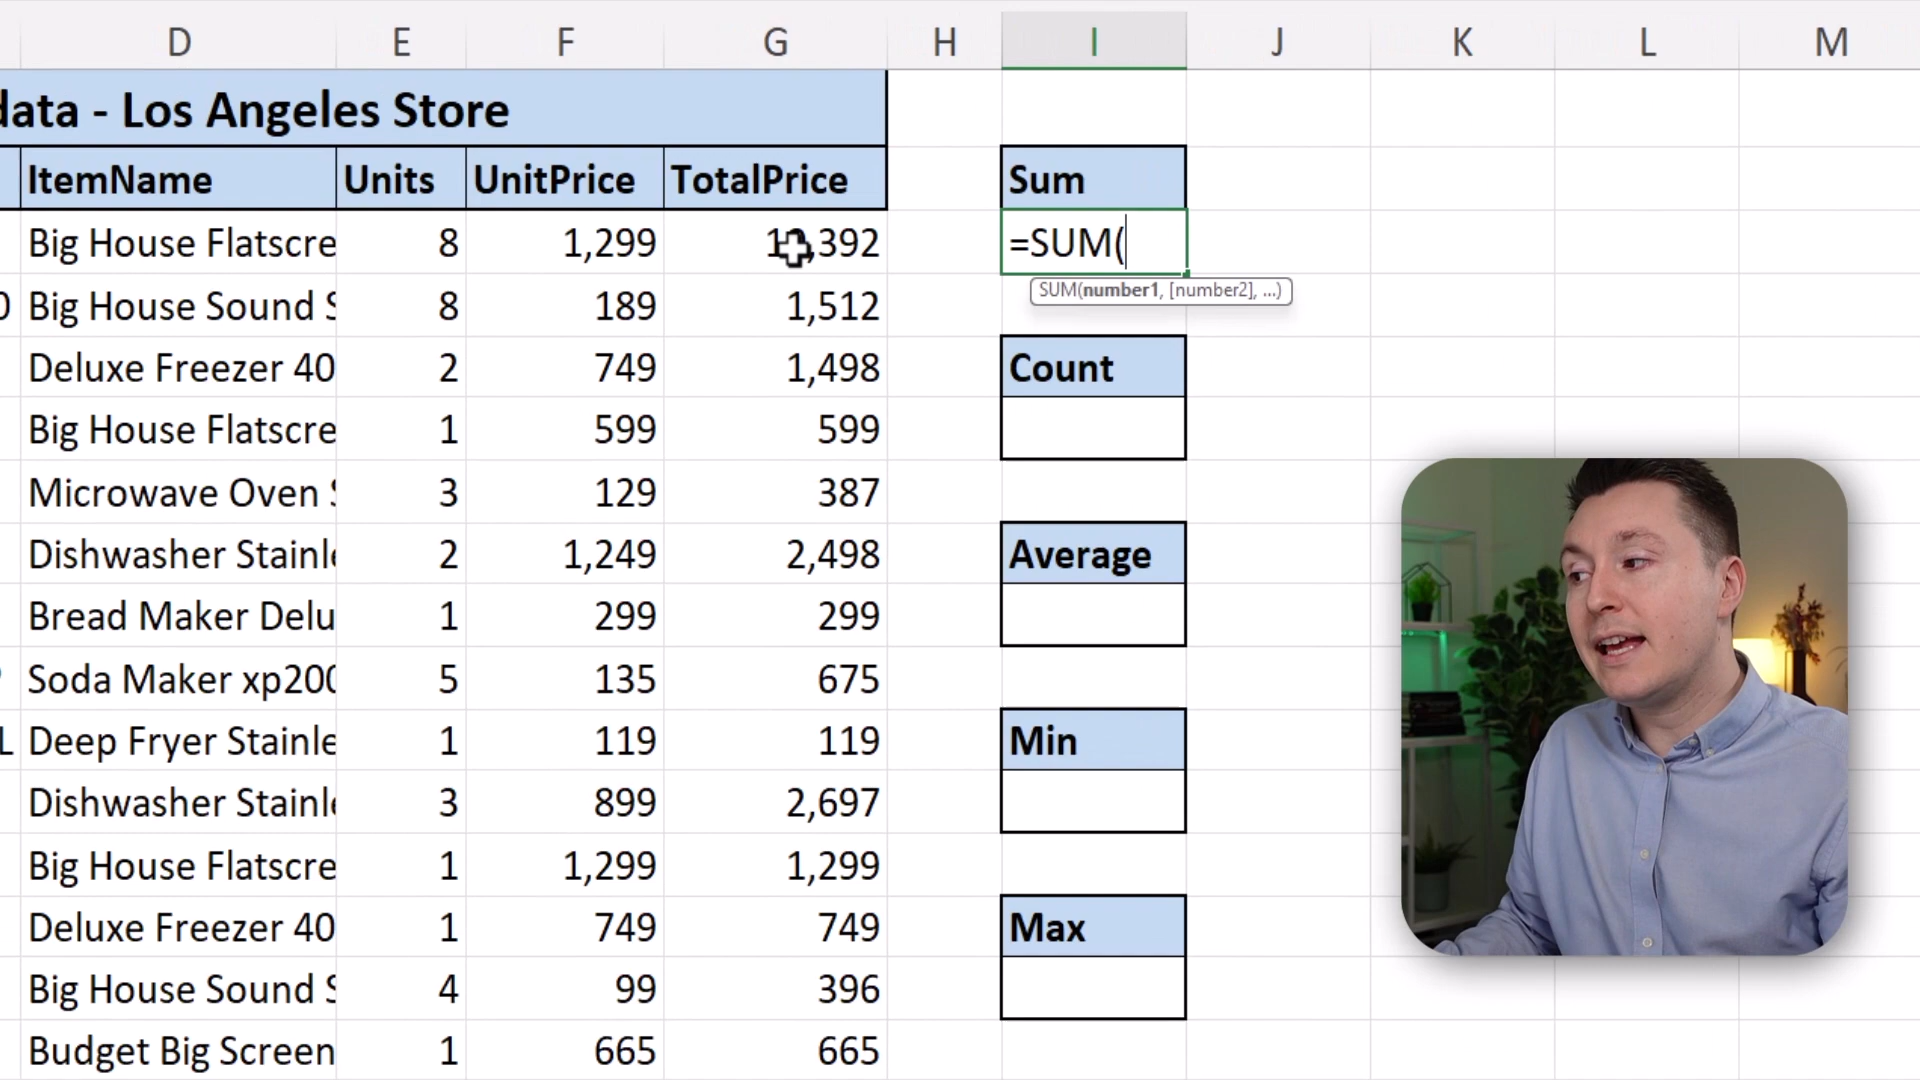 D E F G H I J K L M
data - Los Angeles Store
ItemName Units UnitPrice TotalPrice Sum
Big House Flatscre 8 1,299 =SUM(
SUM(number1, [number2], ...)
0 Big House Sound S 8 189 1,512
Deluxe Freezer 40 2 749 1,498 Count
Big House Flatscre 1 599 599
Microwave Oven S 3 129 387
Dishwasher Stainle 2 1,249 2,498 Average
Bread Maker Delu 1 299 299
Soda Maker xp200 5 135 675
L Deep Fryer Stainle 1 119 119 Min
Dishwasher Stainle 3 899 2,697
Big House Flatscre 1 1,299 1,299
Deluxe Freezer 40 1 749 749 Max
Big House Sound S 4 99 396
Budget Big Screen 1 665 665